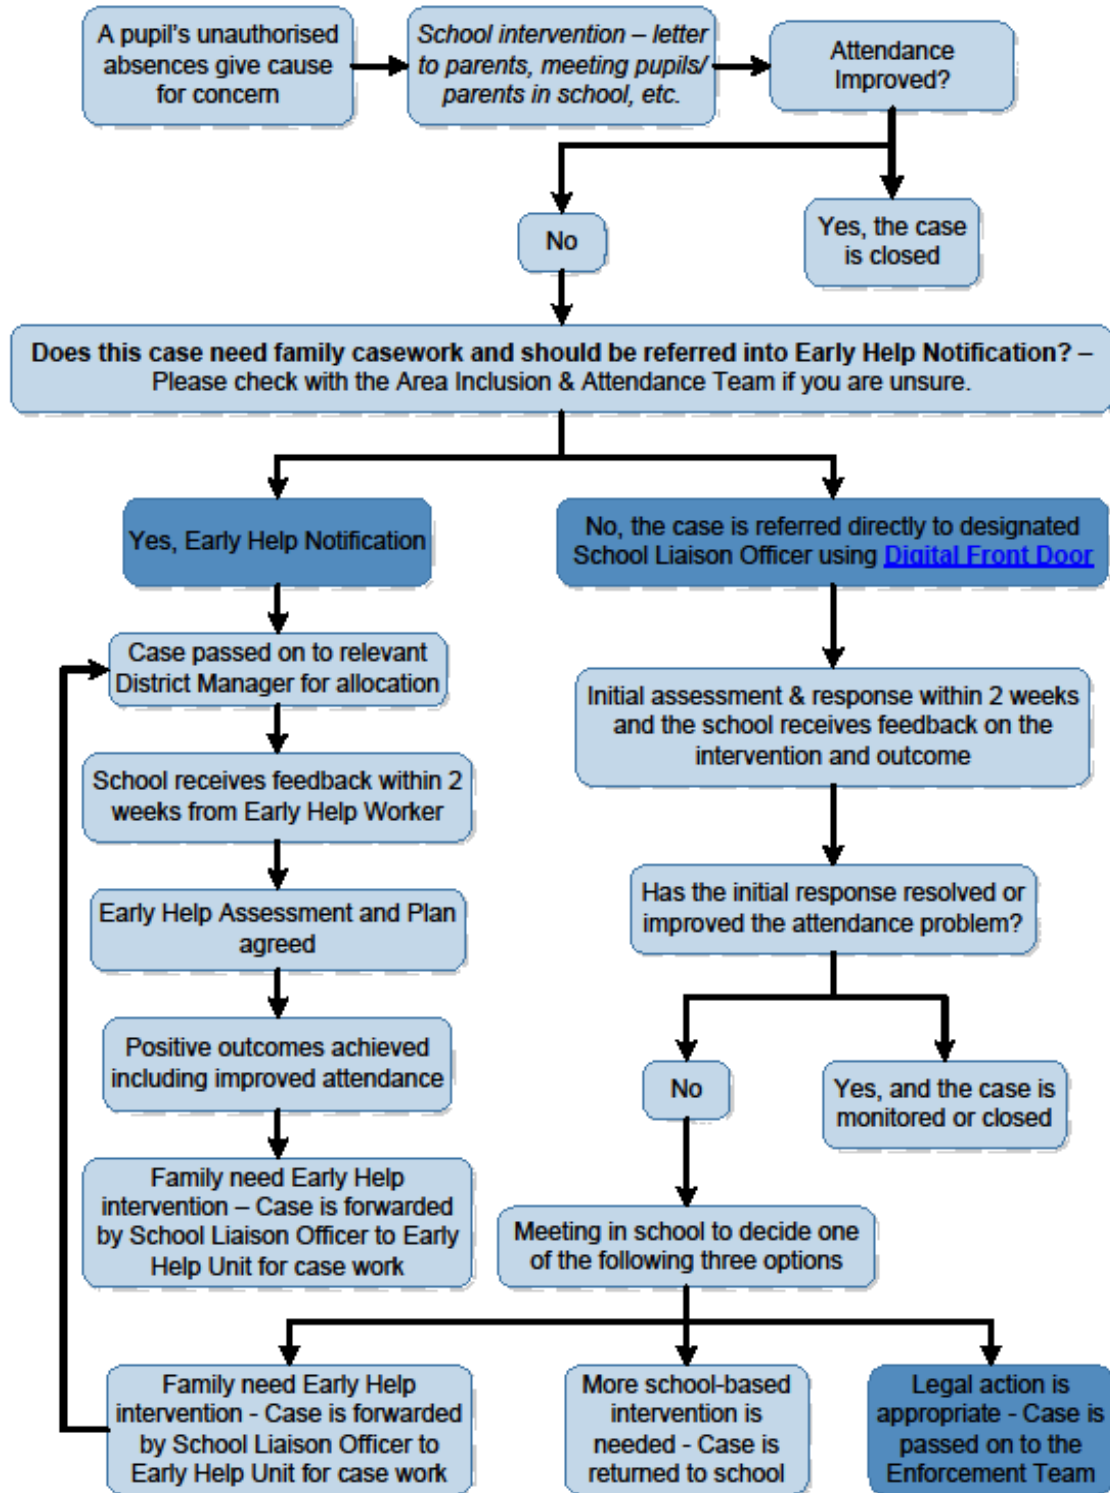 A pupil's unauthorised
absences give cause
for concern
School intervention – letter
to parents, meeting pupils/
parents in school, etc.
Attendance
Improved?
No
Yes, the case
is closed
Does this case need family casework and should be referred into Early Help Notification? –
Please check with the Area Inclusion & Attendance Team if you are unsure.
Yes, Early Help Notification
No, the case is referred directly to designated
School Liaison Officer using Digital Front Door
Case passed on to relevant
District Manager for allocation
School receives feedback within 2
weeks from Early Help Worker
Early Help Assessment and Plan
agreed
Positive outcomes achieved
including improved attendance
Family need Early Help
intervention – Case is forwarded
by School Liaison Officer to Early
Help Unit for case work
Initial assessment & response within 2 weeks
and the school receives feedback on the
intervention and outcome
Has the initial response resolved or
improved the attendance problem?
No
Yes, and the case is
monitored or closed
Meeting in school to decide one
of the following three options
Family need Early Help
intervention - Case is forwarded
by School Liaison Officer to
Early Help Unit for case work
More school-based
intervention is
needed - Case is
returned to school
Legal action is
appropriate - Case is
passed on to the
Enforcement Team